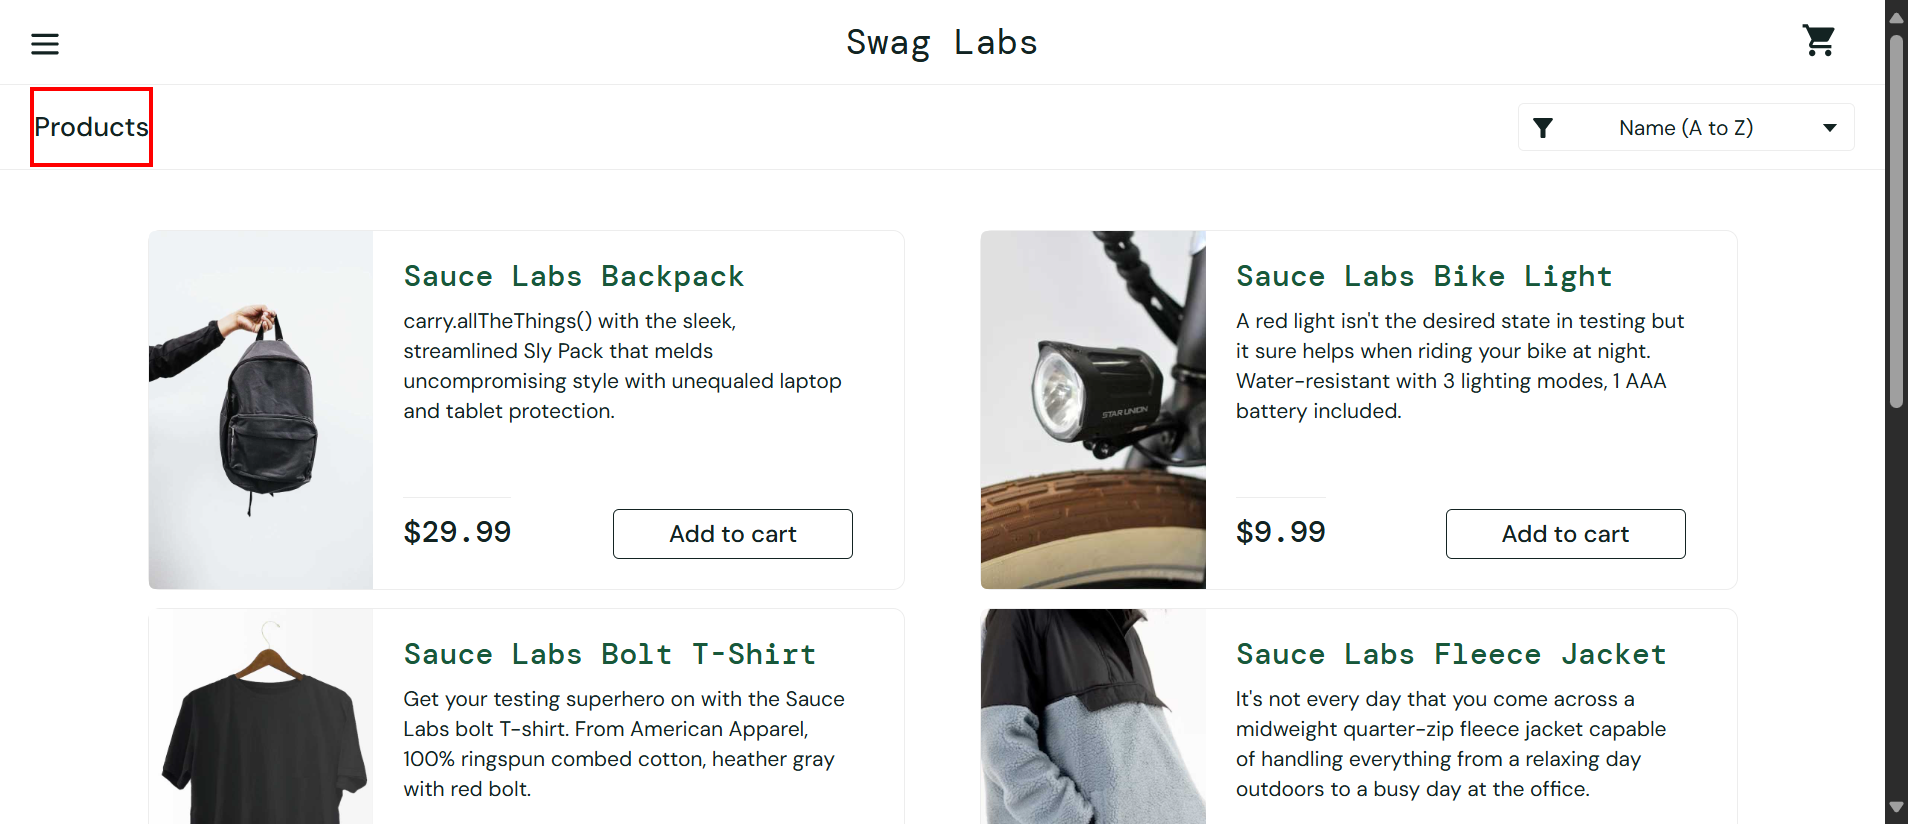 Swag Labs
Products
Name (A to Z)
Sauce Labs Backpack
carry.allTheThings() with the sleek,
streamlined Sly Pack that melds
uncompromising style with unequaled laptop
and tablet protection.
$29.99
Add to cart
Sauce Labs Bike Light
A red light isn't the desired state in testing but
it sure helps when riding your bike at night.
Water-resistant with 3 lighting modes, 1 AAA
battery included.
STAR UNION
$9.99
Add to cart
Sauce Labs Bolt T-Shirt
Get your testing superhero on with the Sauce
Labs bolt T-shirt. From American Apparel,
100% ringspun combed cotton, heather gray
with red bolt.
Sauce Labs Fleece Jacket
It's not every day that you come across a
midweight quarter-zip fleece jacket capable
of handling everything from a relaxing day
outdoors to a busy day at the office.